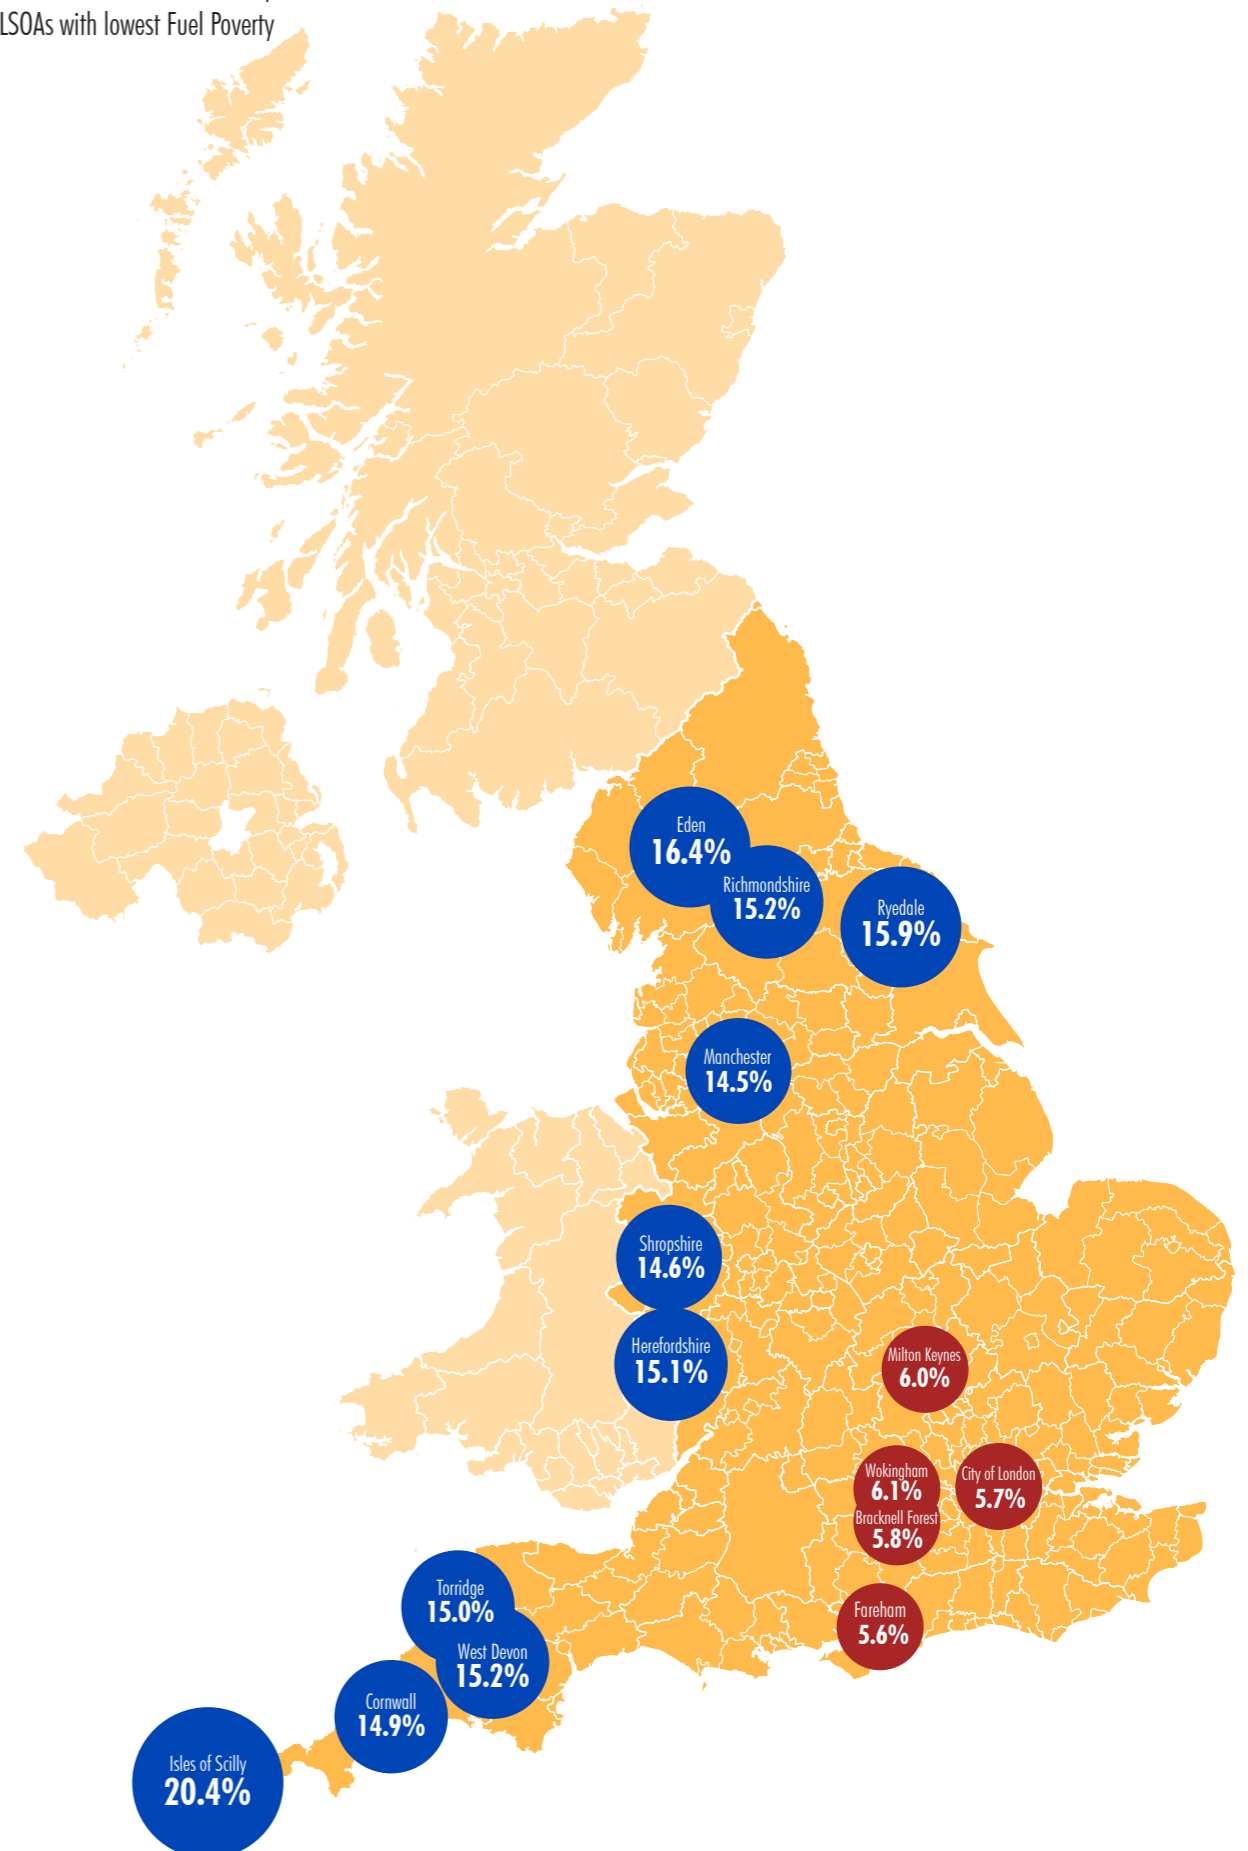 LSOAs with lowest Fuel Poverty
Eden
16.4%
Richmondshire
15.2%
Ryedale
15.9%
Manchester
14.5%
Shropshire
14.6%
Herefordshire
15.1%
Milton Keynes
6.0%
Wokingham
6.1%
City of London
5.7%
Bracknell Forest
5.8%
Torridge
15.0%
Fareham
5.6%
West Devon
15.2%
Cornwall
14.9%
Isles of Scilly
20.4%